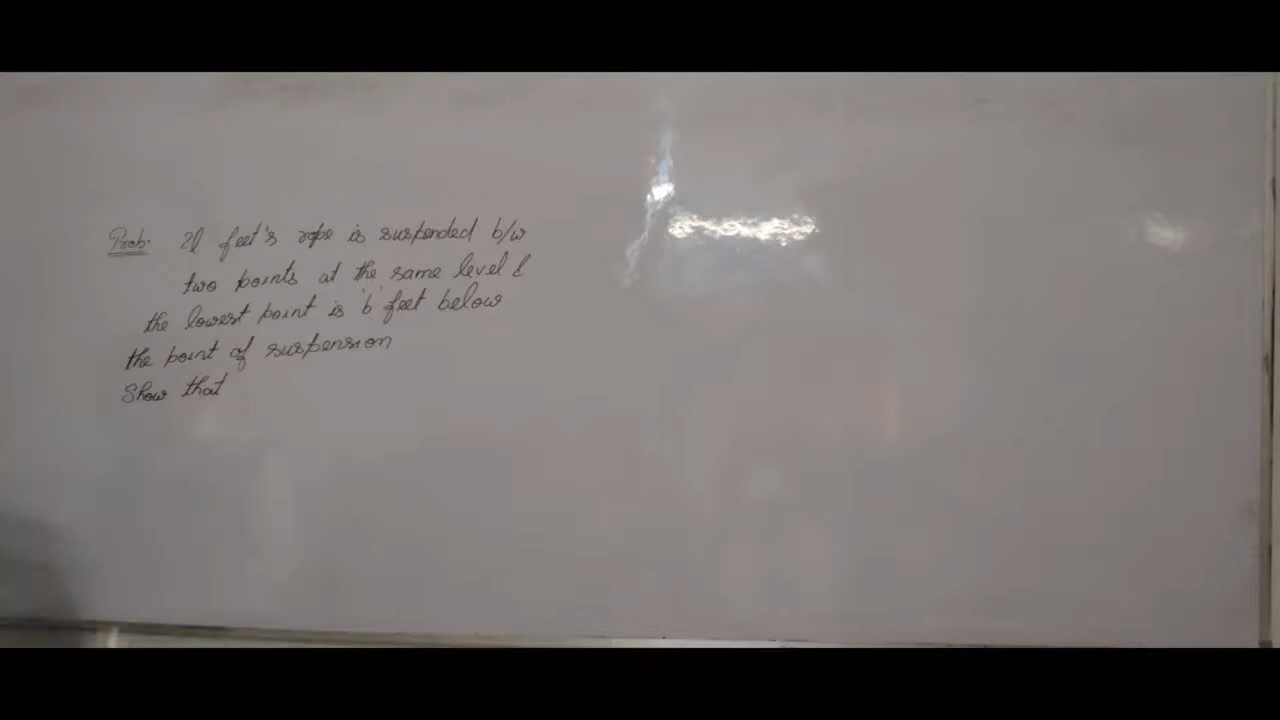 Prob. 2l feet's rope is suspended b/w
two points at the same level &
the lowest point is 'b' feet below
the point of suspension
Show that